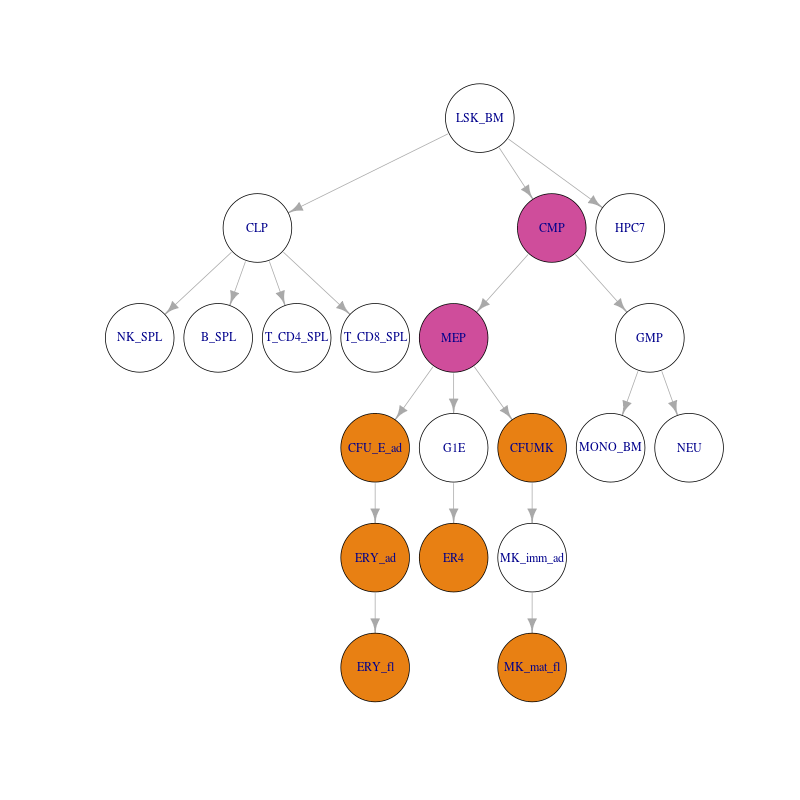 LSK_BM
CLP
CMP
HPC7
NK_SPL
B_SPL
T_CD4_SPL
T_CD8_SPL
MEP
GMP
CFU_E_ad
G1E
CFUMK
MONO_BM
NEU
ERY_ad
ER4
MK_imm_ad
ERY_fl
MK_mat_fl